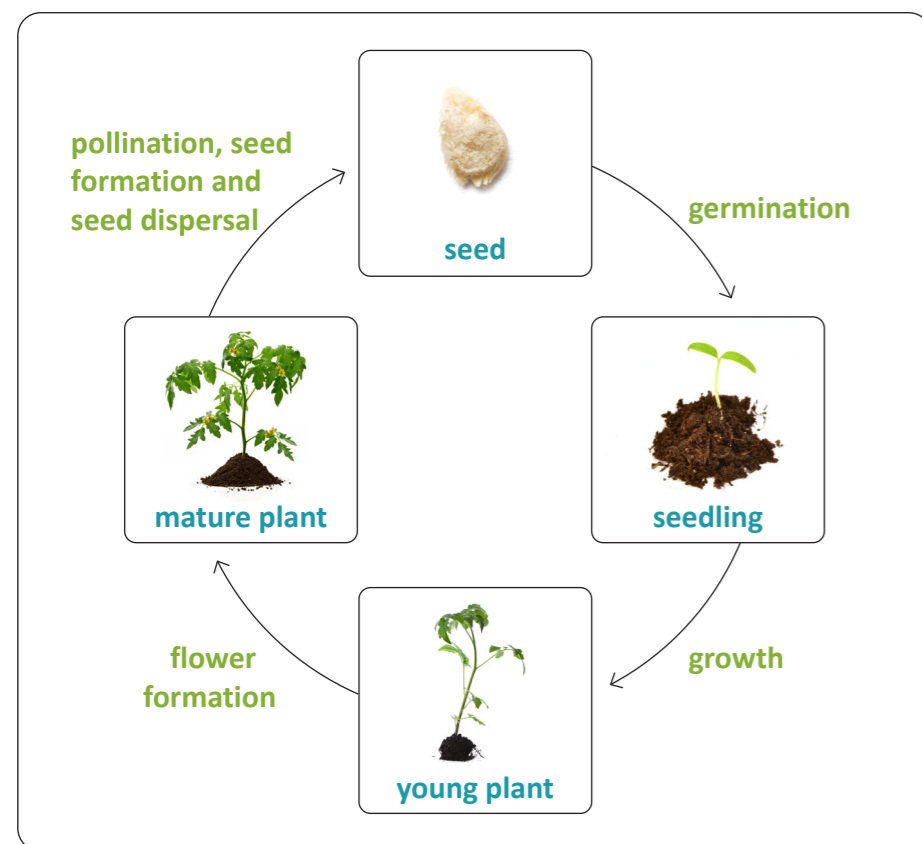 seed
germination
seedling
growth
young plant
flower
formation
mature plant
pollination, seed
formation and
seed dispersal